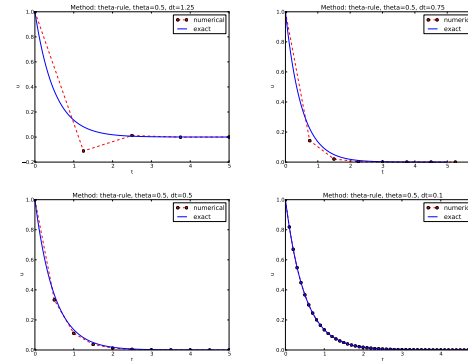 Method: theta-rule, theta=0.5, dt=1.25
numerical
exact
1.0
0.8
0.6
0.4
0.2
0.0
−0.2
u
0 1 2 3 4 5
t
Method: theta-rule, theta=0.5, dt=0.75
numerical
exact
1.0
0.8
0.6
0.4
0.2
0.0
u
0 1 2 3 4 5
t
Method: theta-rule, theta=0.5, dt=0.5
numerical
exact
1.0
0.8
0.6
0.4
0.2
0.0
u
0 1 2 3 4 5
t
Method: theta-rule, theta=0.5, dt=0.1
numerical
exact
1.0
0.8
0.6
0.4
0.2
0.0
u
0 1 2 3 4
t